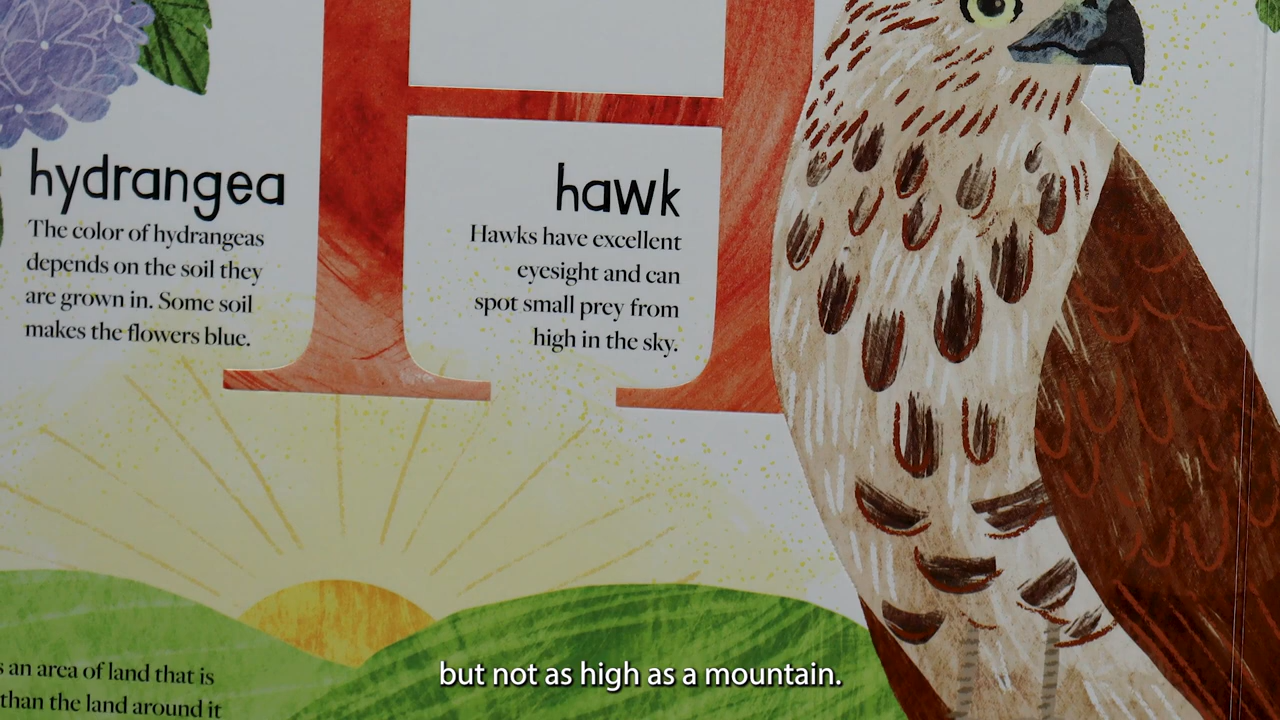 H
hydrangea
The color of hydrangeas
depends on the soil they
are grown in. Some soil
makes the flowers blue.
hawk
Hawks have excellent
eyesight and can
spot small prey from
high in the sky.
an area of land that is
than the land around it
but not as high as a mountain.